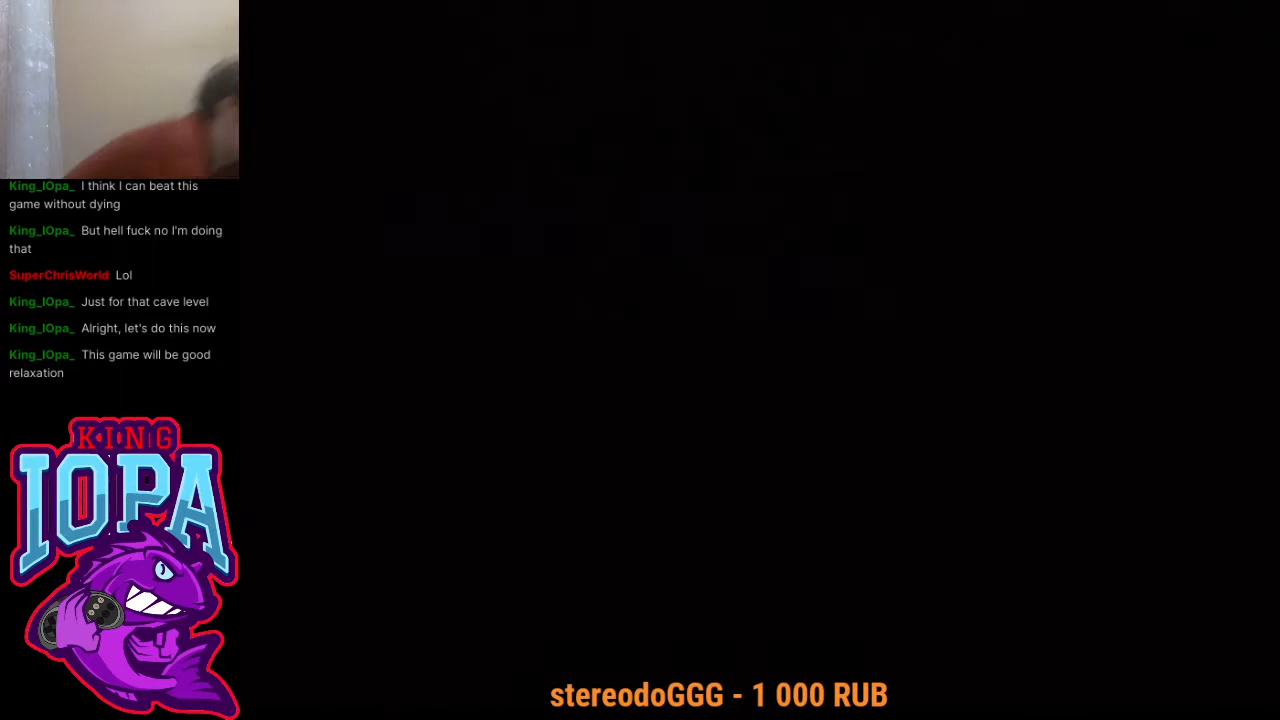 King_IOpa_ I think I can beat this
game without dying
King_IOpa_ But hell fuck no I'm doing
that
SuperChrisWorld Lol
King_IOpa_ Just for that cave level
King_IOpa_ Alright, let's do this now
King_IOpa_ This game will be good
relaxation
KING
IOPA
stereodoGGG - 1 000 RUB